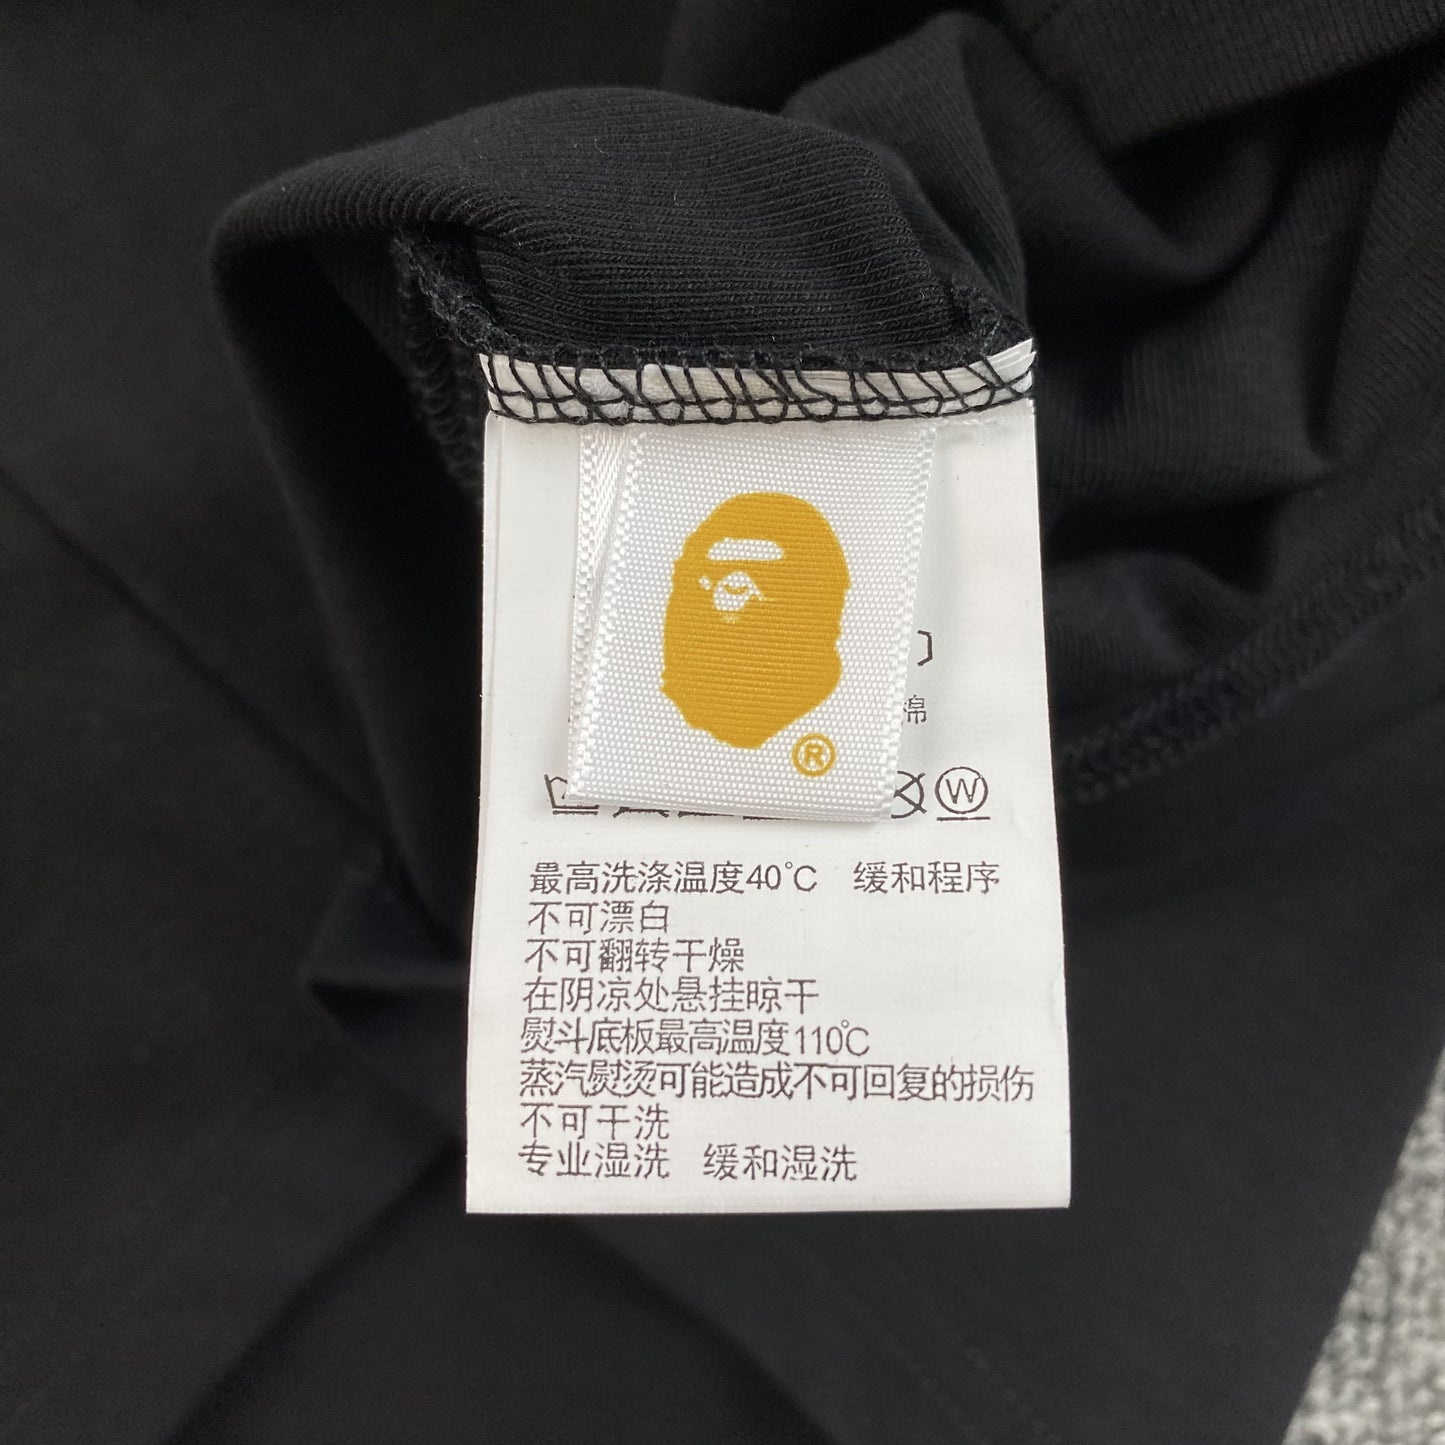 ®
〕
棉
W
最高洗涤温度40℃ 缓和程序
不可漂白
不可翻转干燥
在阴凉处悬挂晾干
熨斗底板最高温度110℃
蒸汽熨烫可能造成不可回复的损伤
不可干洗
专业湿洗 缓和湿洗